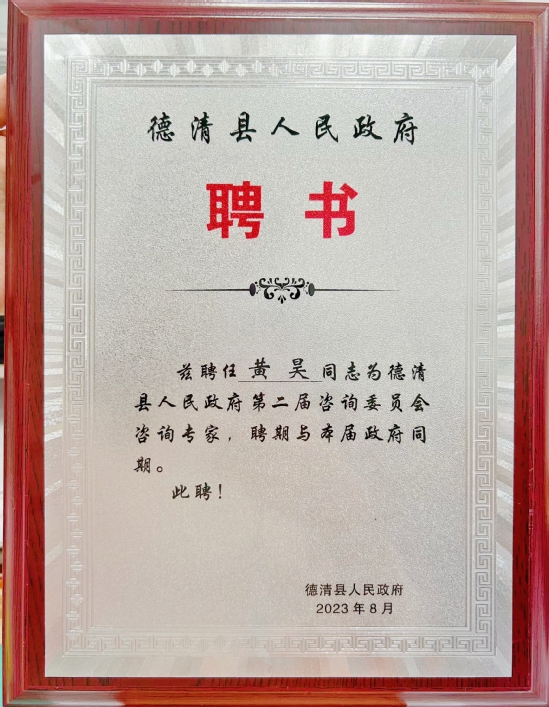 德清县人民政府
聘书
兹聘任黄昊同志为德清
县人民政府第二届咨询委员会
咨询专家，聘期与本届政府同
期。
此聘！
德清县人民政府
2023年8月